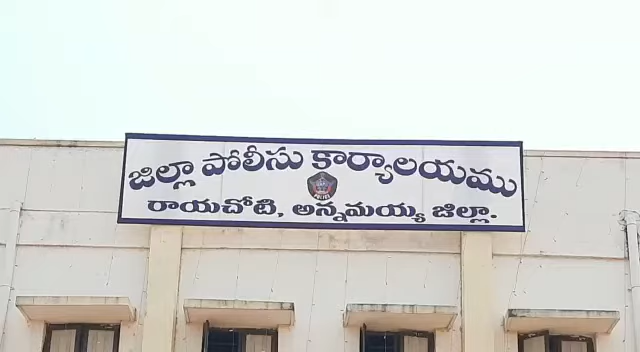 జిల్లా పోలీసు కార్యాలయము
రాయచోటి, అన్నమయ్య జిల్లా.